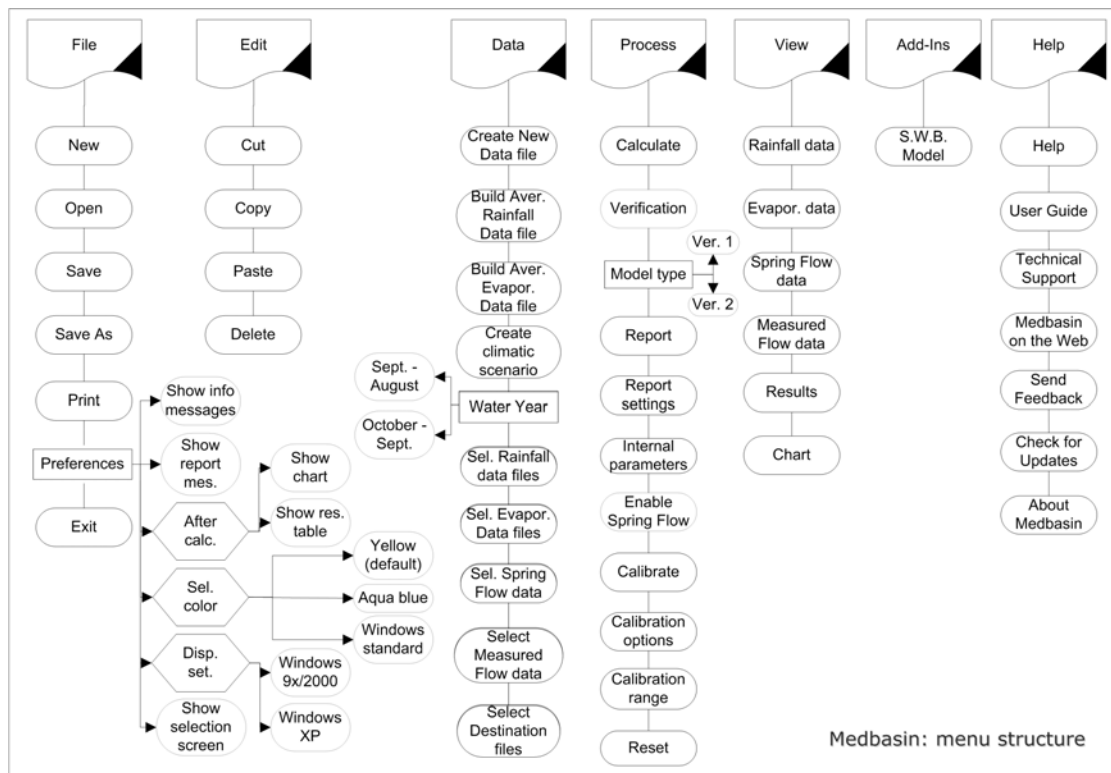 File
Edit
Data
Process
View
Add-Ins
Help
New
Open
Save
Save As
Print
Preferences
Exit
Show info
messages
Show
report
mes.
After
calc.
Show
chart
Show res.
table
Sel.
color
Yellow
(default)
Aqua blue
Windows
standard
Disp.
set.
Windows
9x/2000
Windows
XP
Show
selection
screen
Cut
Copy
Paste
Delete
Create New
Data file
Build Aver.
Rainfall
Data file
Build Aver.
Evapor.
Data file
Create
climatic
scenario
Water Year
Sept. -
August
October -
Sept.
Sel. Rainfall
data files
Sel. Evapor.
Data files
Sel. Spring
Flow data
Select
Measured
Flow data
Select
Destination
files
Calculate
Verification
Model type
Ver. 1
Ver. 2
Report
Report
settings
Internal
parameters
Enable
Spring Flow
Calibrate
Calibration
options
Calibration
range
Reset
Rainfall data
Evapor. data
Spring Flow
data
Measured
Flow data
Results
Chart
S.W.B.
Model
Help
User Guide
Technical
Support
Medbasin
on the Web
Send
Feedback
Check for
Updates
About
Medbasin
Medbasin: menu structure